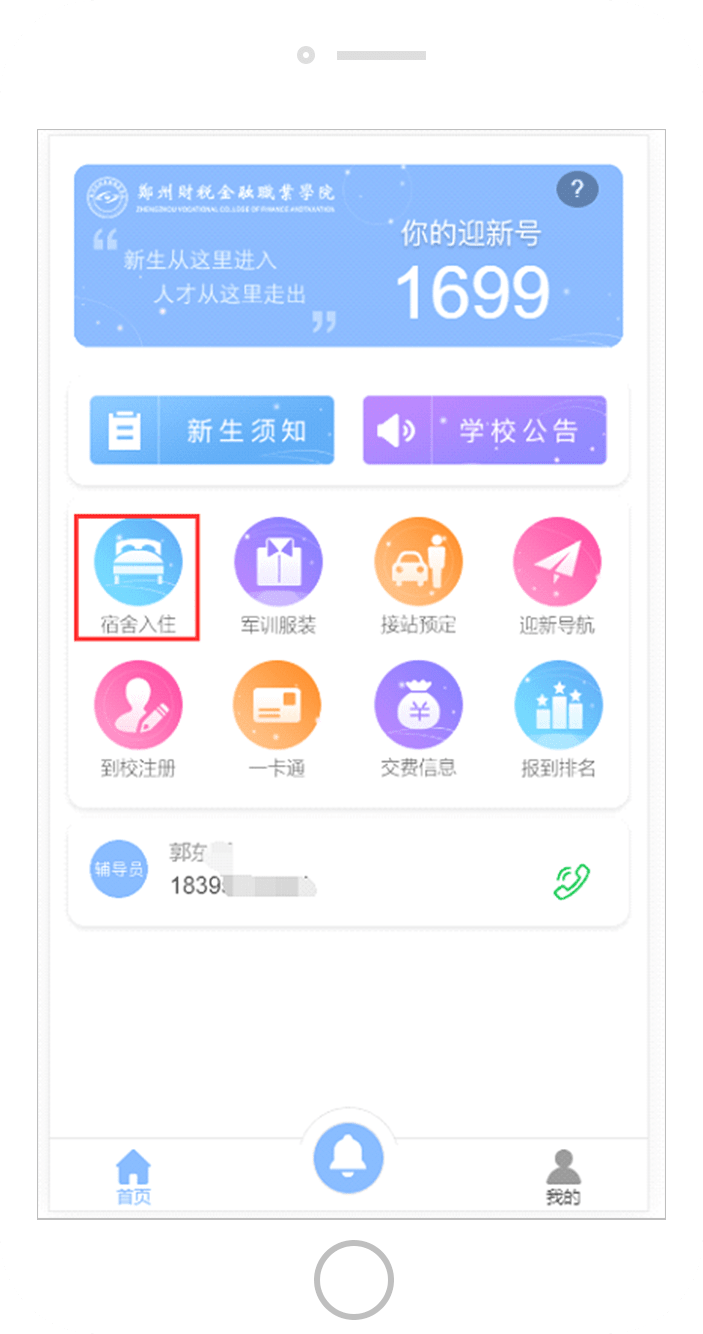 郑州财税金融职业学院
ZHENGZHOU VOCATIONAL COLLEGE OF FINANCE AND TAXATION
?
“
新生从这里进入
人才从这里走出
”
你的迎新号
1699
新生须知
学校公告
宿舍入住
军训服装
接站预定
迎新导航
到校注册
一卡通
交费信息
报到排名
辅导员
郭东
1839
首页
我的